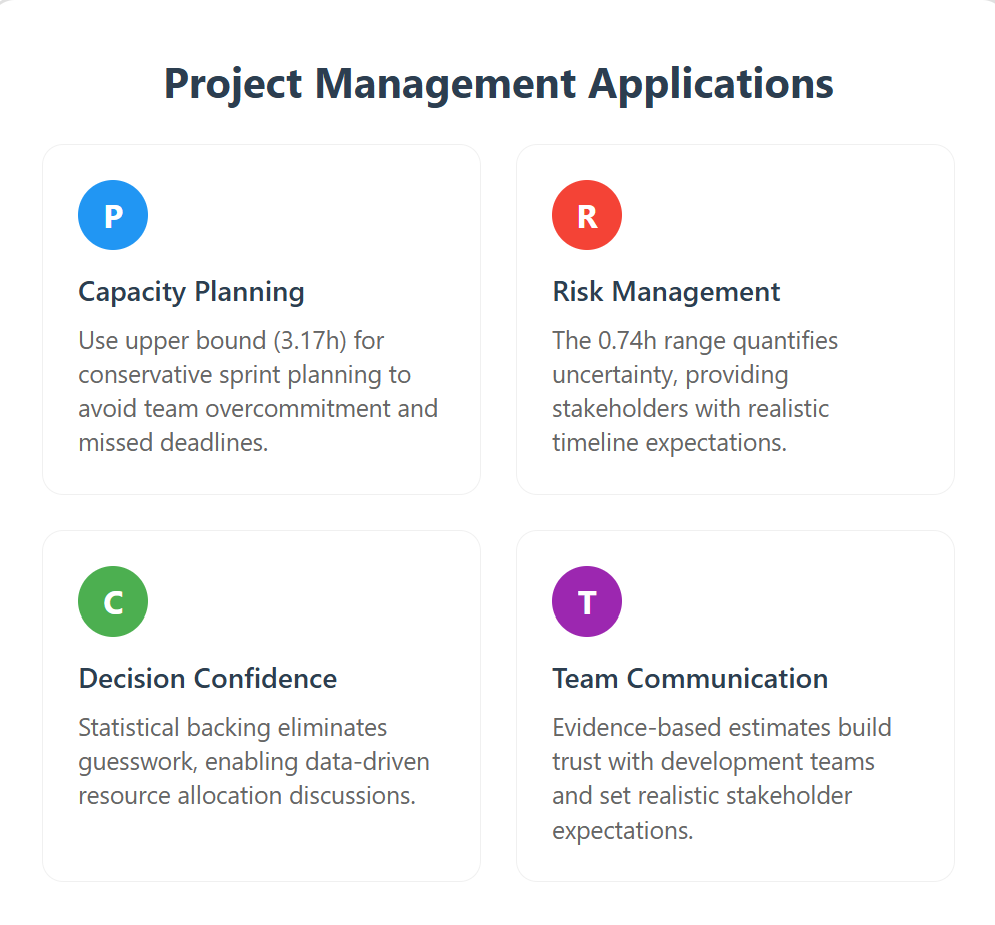 Project Management Applications
P
Capacity Planning
Use upper bound (3.17h) for
conservative sprint planning to
avoid team overcommitment and
missed deadlines.
R
Risk Management
The 0.74h range quantifies
uncertainty, providing
stakeholders with realistic
timeline expectations.
C
Decision Confidence
Statistical backing eliminates
guesswork, enabling data-driven
resource allocation discussions.
T
Team Communication
Evidence-based estimates build
trust with development teams
and set realistic stakeholder
expectations.